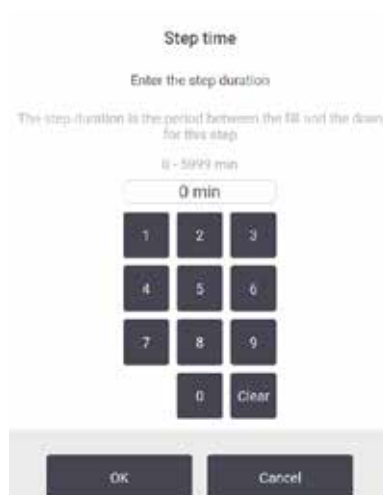 Step time
Enter the step duration
The step duration is the period between the fill and the down
for this step
0 - 5999 min
0 min
1 2 3
4 5 6
7 8 9
0 Clear
OK Cancel